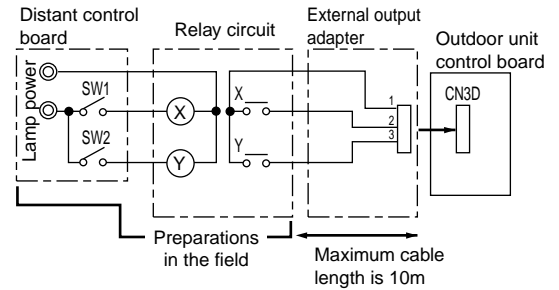 Distant control
board
Relay circuit
External output
adapter
Outdoor unit
control board
Lamp power
SW1
SW2
X
Y
X
Y
1
2
3
CN3D
Preparations
in the field
Maximum cable
length is 10m